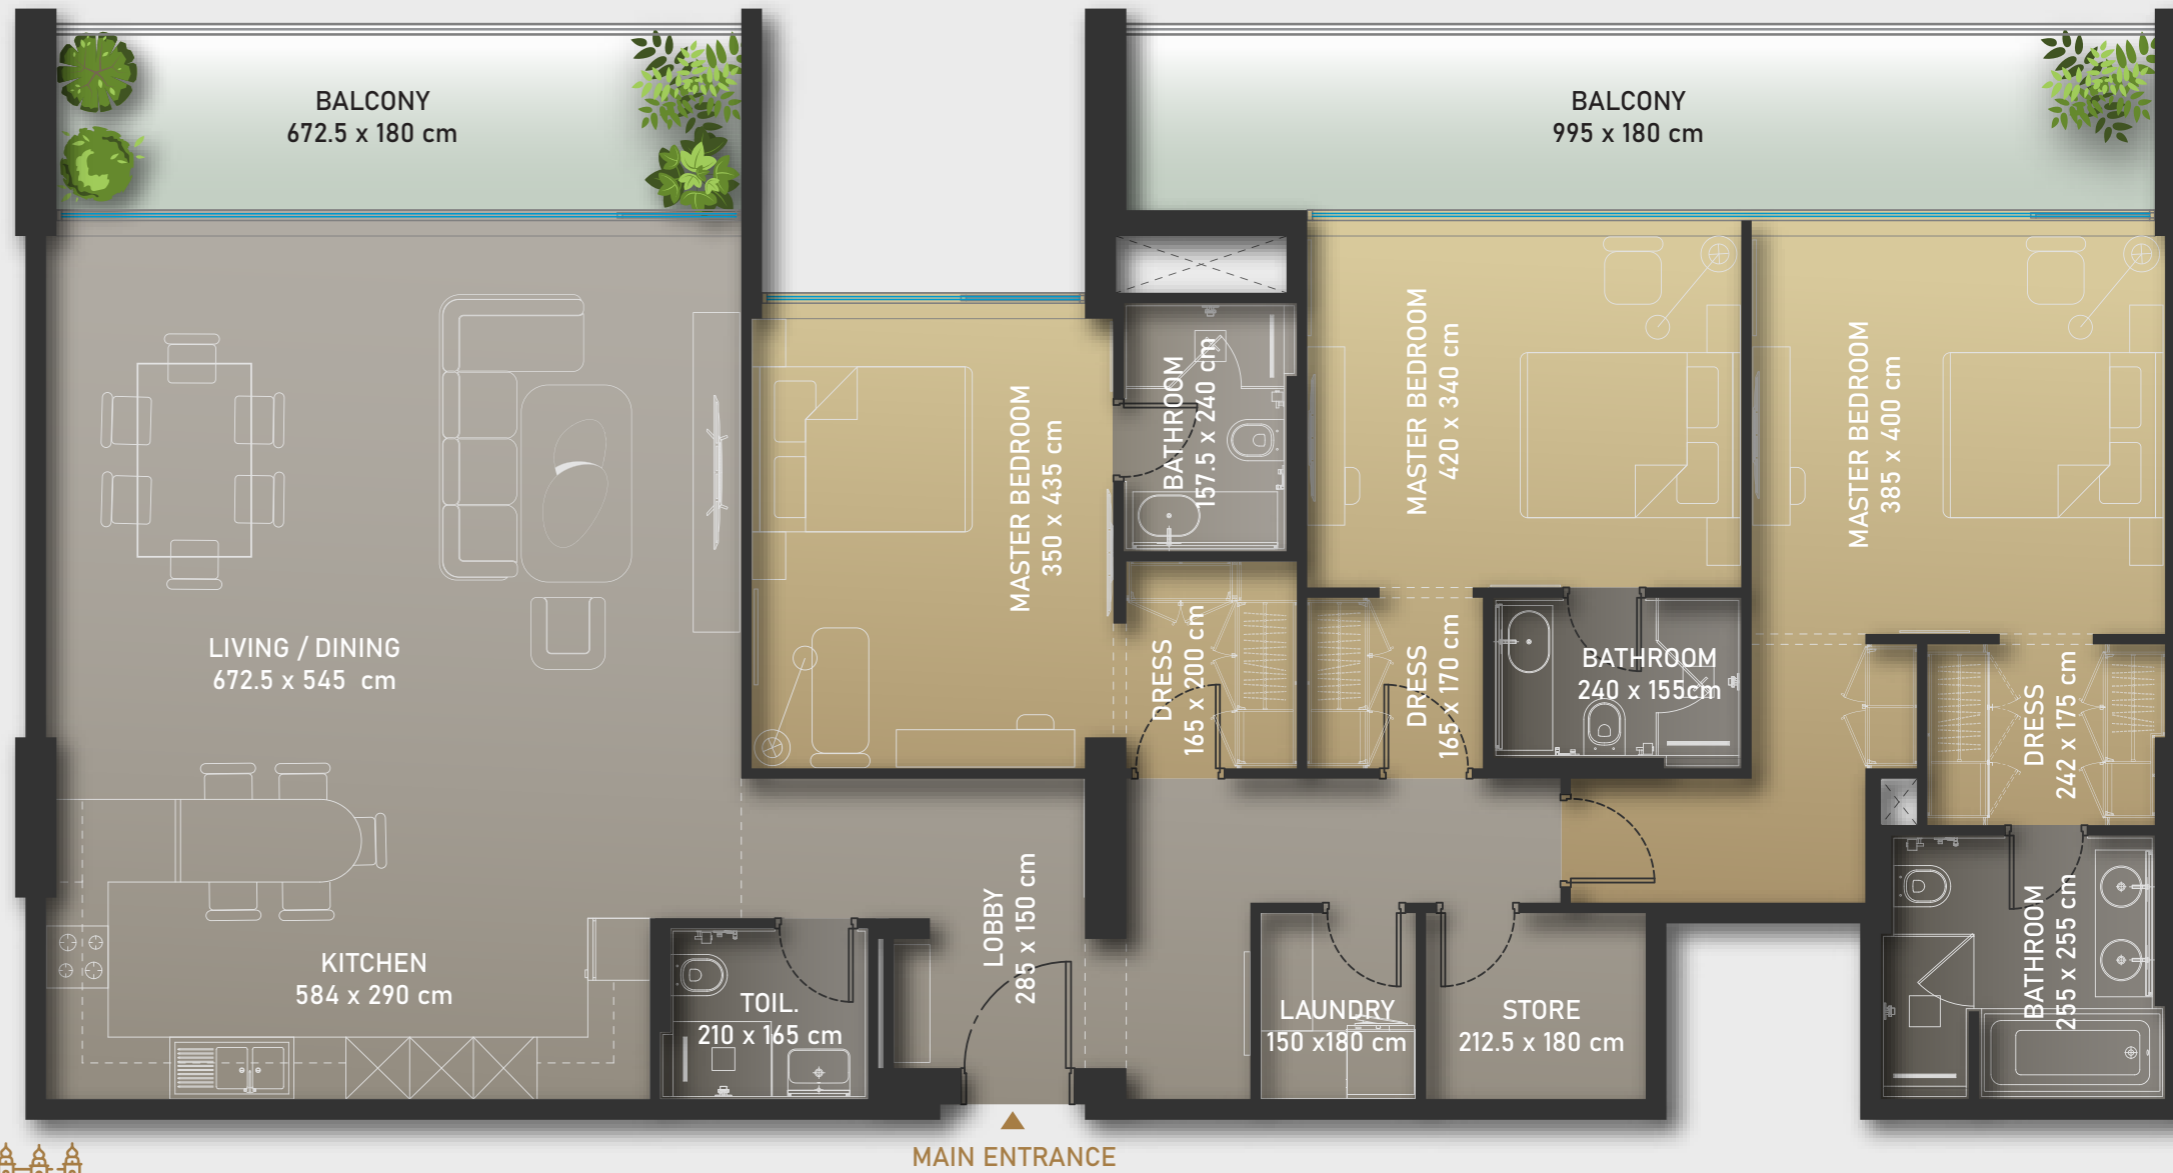 BALCONY
672.5 x 180 cm
BALCONY
995 x 180 cm
MASTER BEDROOM
350 x 435 cm
BATHROOM
157.5 x 240 cm
MASTER BEDROOM
420 x 340 cm
MASTER BEDROOM
385 x 400 cm
LIVING / DINING
672.5 x 545 cm
DRESS
165 x 200 cm
DRESS
165 x 170 cm
BATHROOM
240 x 155cm
DRESS
242 x 175 cm
KITCHEN
584 x 290 cm
TOIL.
210 x 165 cm
LOBBY
285 x 150 cm
LAUNDRY
150 x180 cm
STORE
212.5 x 180 cm
BATHROOM
255 x 255 cm
MAIN ENTRANCE